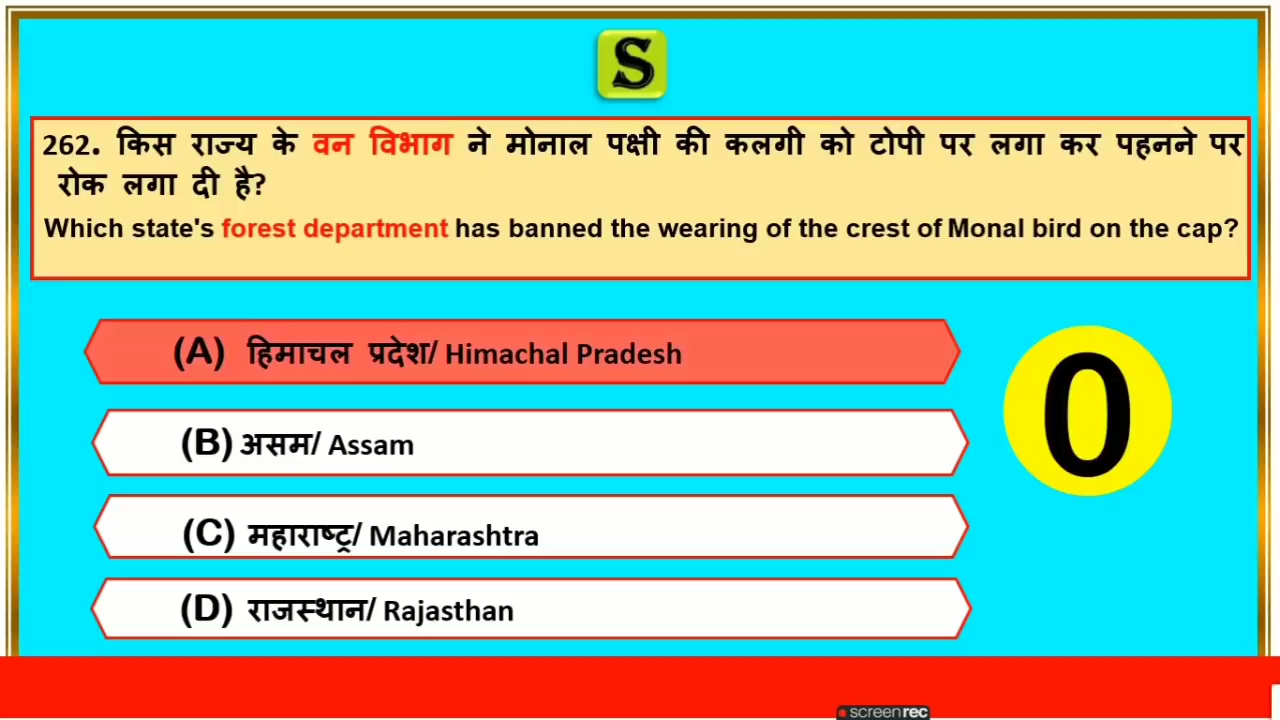 S
262. किस राज्य के वन विभाग ने मोनाल पक्षी की कलगी को टोपी पर लगा कर पहनने पर
रोक लगा दी है?
Which state's forest department has banned the wearing of the crest of Monal bird on the cap?
(A) हिमाचल प्रदेश/ Himachal Pradesh
0
(B) असम/ Assam
(C) महाराष्ट्र/ Maharashtra
(D) राजस्थान/ Rajasthan
screenrec